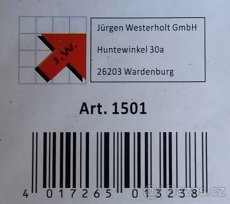 J.W.
Jürgen Westerholt GmbH
Huntewinkel 30a
26203 Wardenburg
Art. 1501
4 017265 013238